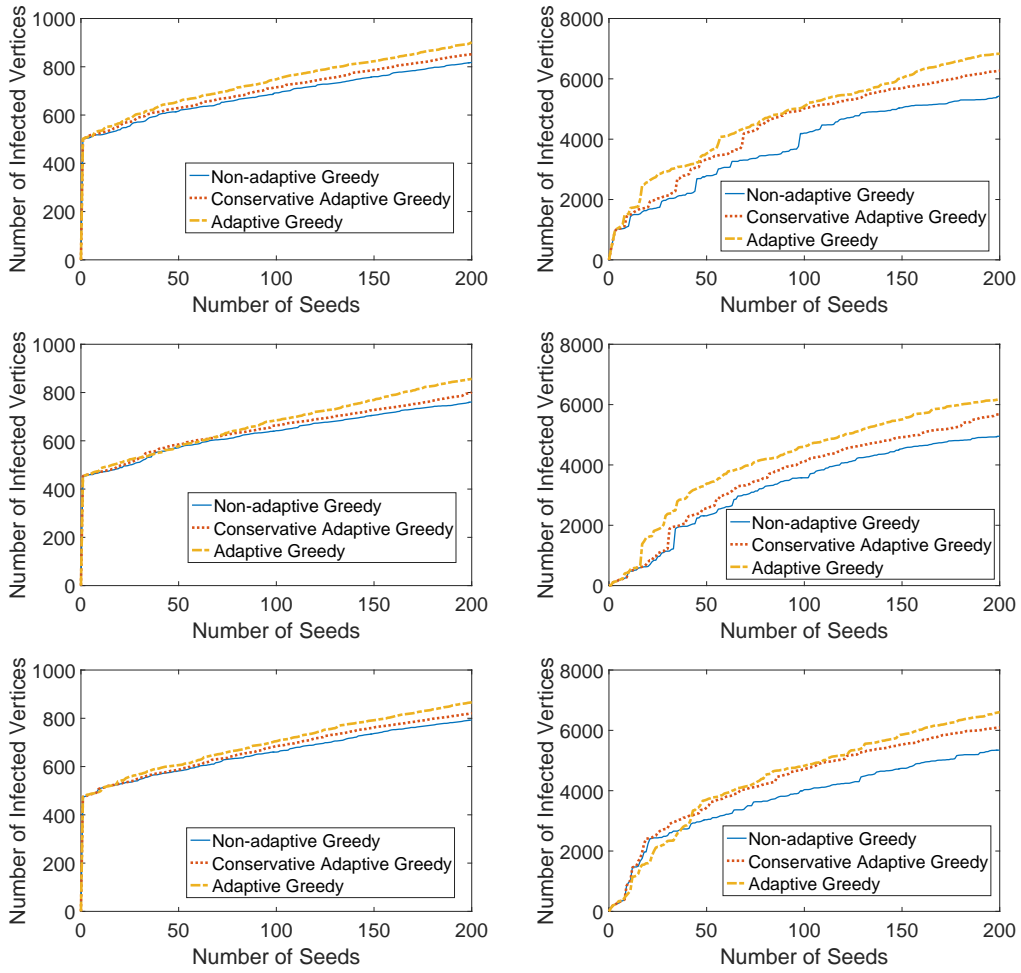 Number of Infected Vertices
1000
800
600
400
200
0
Non-adaptive Greedy
Conservative Adaptive Greedy
Adaptive Greedy
0 50 100 150 200
Number of Seeds
Number of Infected Vertices
8000
6000
4000
2000
0
Non-adaptive Greedy
Conservative Adaptive Greedy
Adaptive Greedy
0 50 100 150 200
Number of Seeds
Number of Infected Vertices
1000
800
600
400
200
0
Non-adaptive Greedy
Conservative Adaptive Greedy
Adaptive Greedy
0 50 100 150 200
Number of Seeds
Number of Infected Vertices
8000
6000
4000
2000
0
Non-adaptive Greedy
Conservative Adaptive Greedy
Adaptive Greedy
0 50 100 150 200
Number of Seeds
Number of Infected Vertices
1000
800
600
400
200
0
Non-adaptive Greedy
Conservative Adaptive Greedy
Adaptive Greedy
0 50 100 150 200
Number of Seeds
Number of Infected Vertices
8000
6000
4000
2000
0
Non-adaptive Greedy
Conservative Adaptive Greedy
Adaptive Greedy
0 50 100 150 200
Number of Seeds